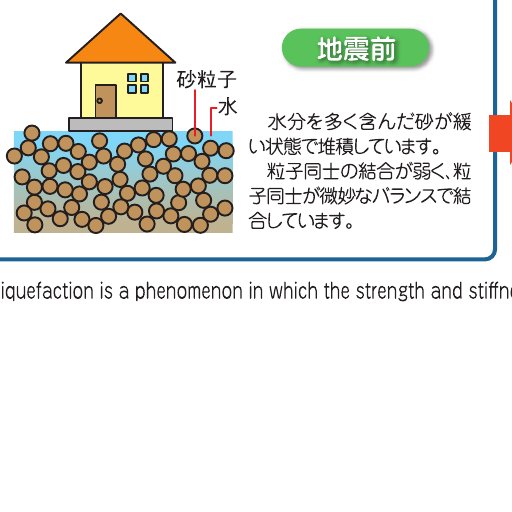 地震前
砂粒子
水
水分を多く含んだ砂が緩
い状態で堆積しています。
粒子同士の結合が弱く、粒
子同士が微妙なバランスで結
合しています。
iquefaction is a phenomenon in which the strength and stiffn